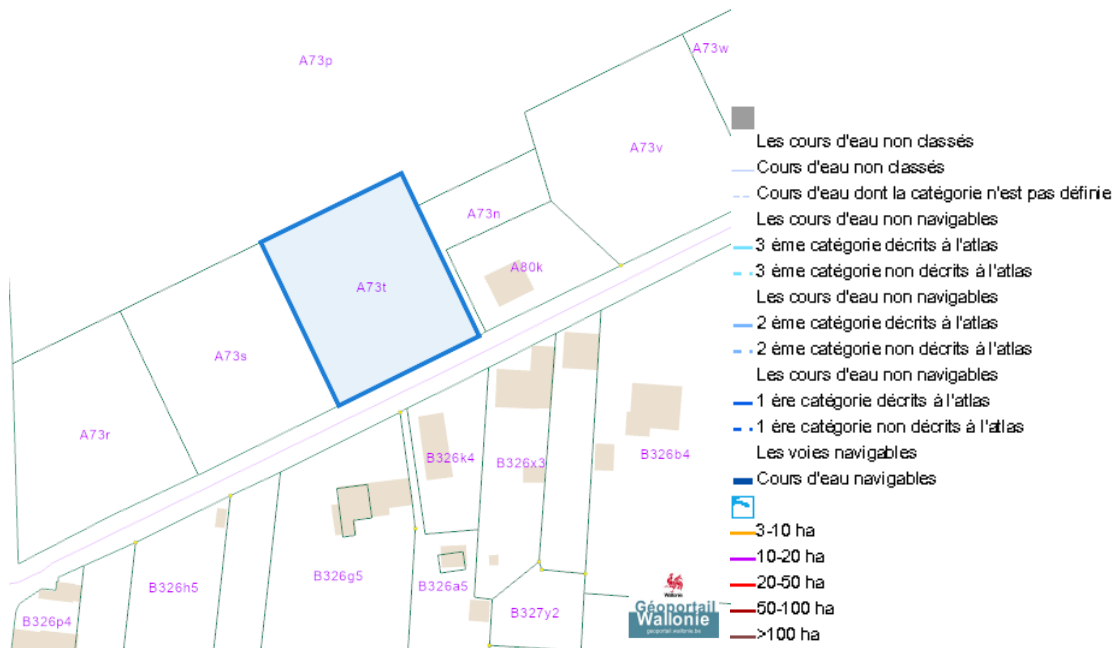 A73p
A73w
A73v
A73n
A80k
A73t
A73s
A73r
B326k4
B326x3
B326b4
B326g5
B326a5
B326h5
B327y2
B326p4
Wallonie
Géoportail
Wallonie
geoportail.wallonie.be
Les cours d'eau non classés
Cours d'eau non classés
Cours d'eau dont la catégorie n'est pas définie
Les cours d'eau non navigables
3 ème catégorie décrits à l'atlas
3 ème catégorie non décrits à l'atlas
Les cours d'eau non navigables
2 ème catégorie décrits à l'atlas
2 ème catégorie non décrits à l'atlas
Les cours d'eau non navigables
1 ère catégorie décrits à l'atlas
1 ère catégorie non décrits à l'atlas
Les voies navigables
Cours d'eau navigables
3-10 ha
10-20 ha
20-50 ha
50-100 ha
>100 ha